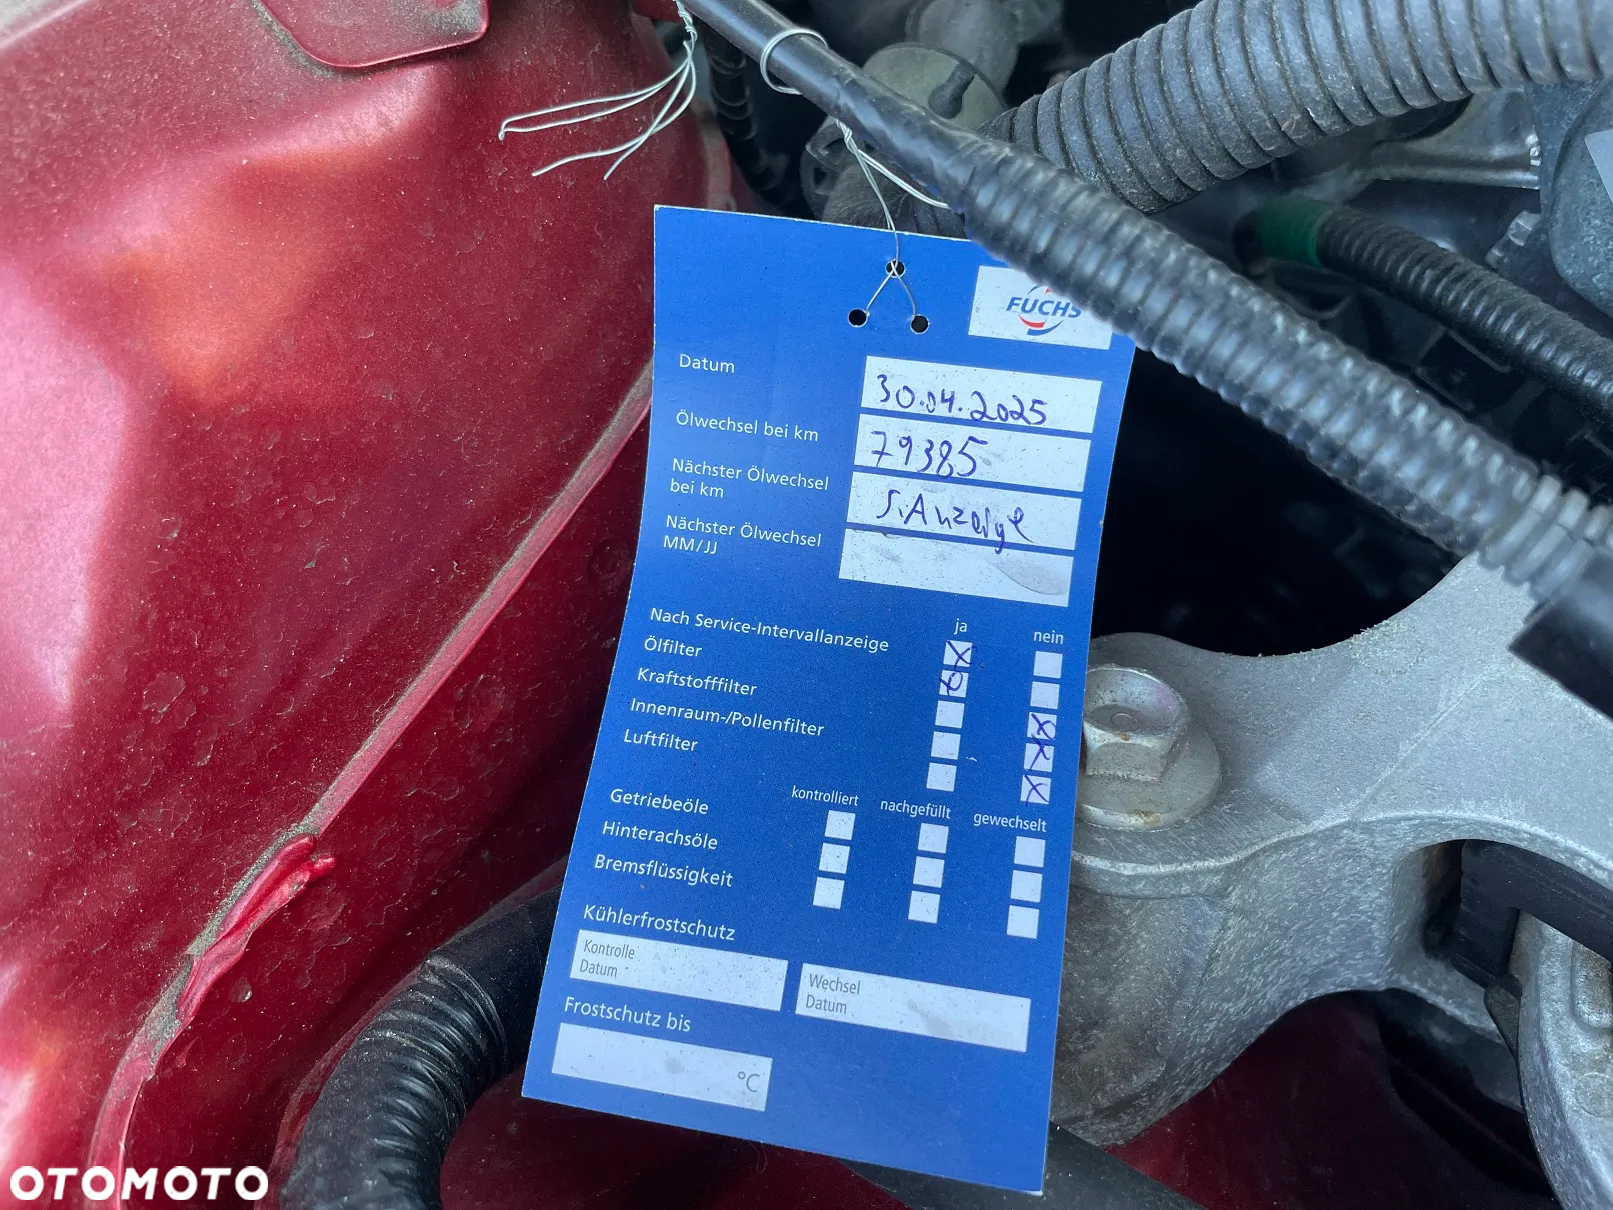 FUCHS
Datum 30.04.2025
Ölwechsel bei km 79385
Nächster Ölwechsel
bei km S.Anzeige
Nächster Ölwechsel
MM/JJ
ja nein
Nach Service-Intervallanzeige
Ölfilter
Kraftstofffilter
Innenraum-/Pollenfilter
Luftfilter
kontrolliert nachgefüllt gewechselt
Getriebeöle
Hinterachsöle
Bremsflüssigkeit
Kühlerfrostschutz
Kontrolle Wechsel
Datum Datum
Frostschutz bis
°C
OTOMOTO